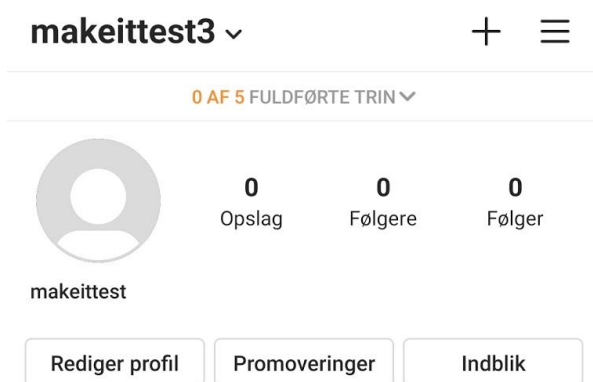 makeittest3
0 AF 5 FULDFØRTE TRIN
0 0 0
Opslag Følgere Følger
makeittest
Rediger profil Promoveringer Indblik